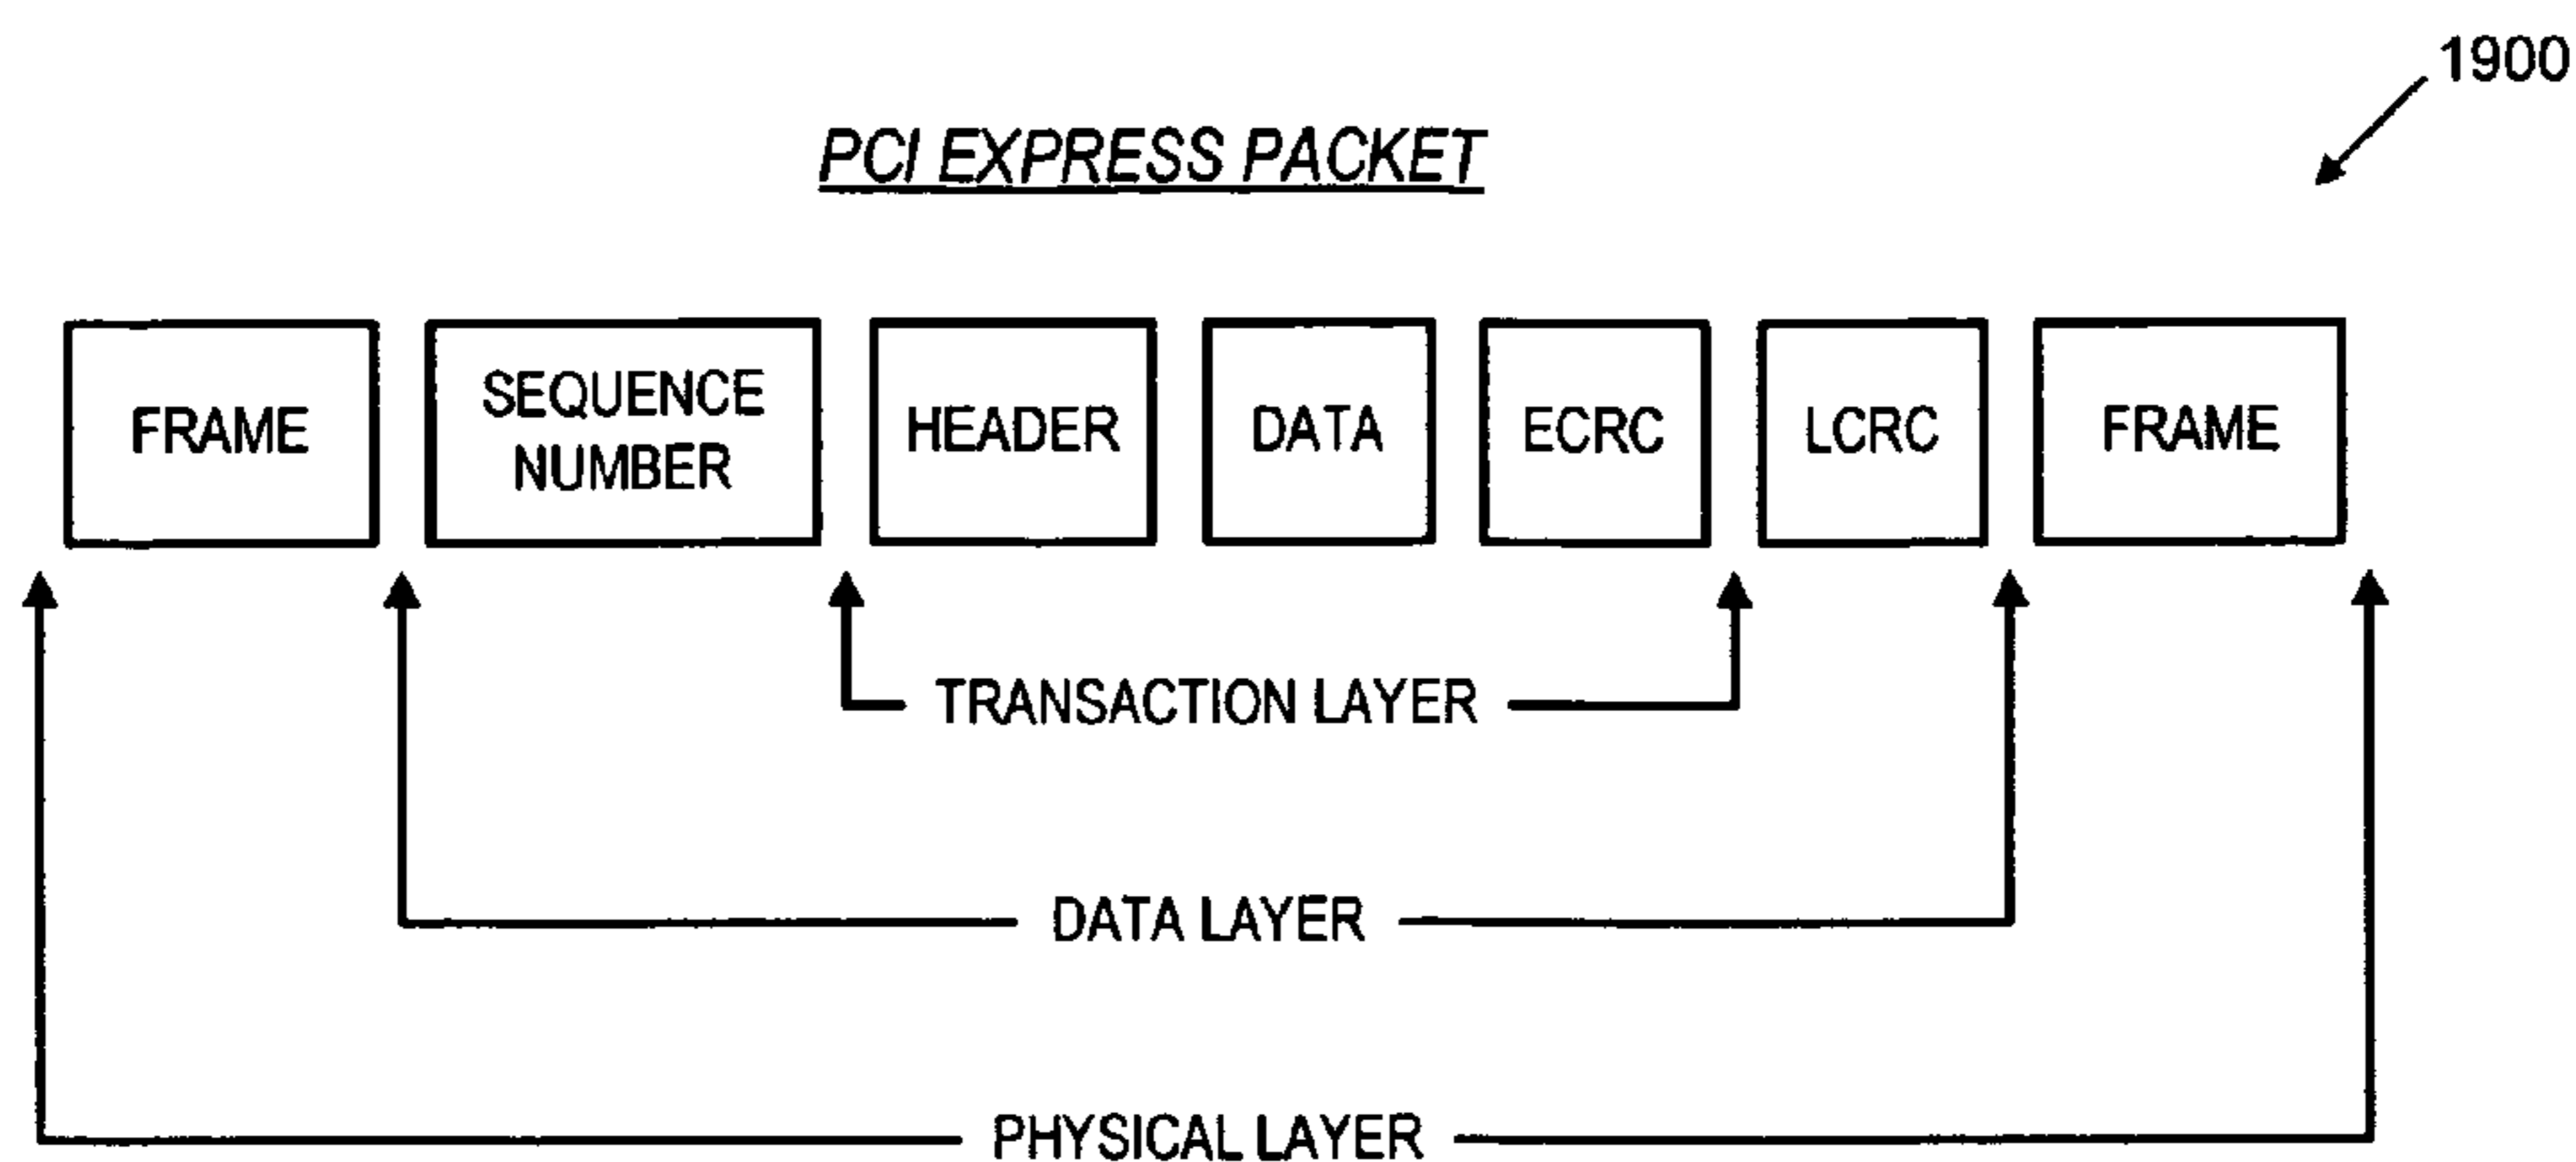 1900
PCI EXPRESS PACKET
FRAME
SEQUENCE
NUMBER
HEADER
DATA
ECRC
LCRC
FRAME
TRANSACTION LAYER
DATA LAYER
PHYSICAL LAYER